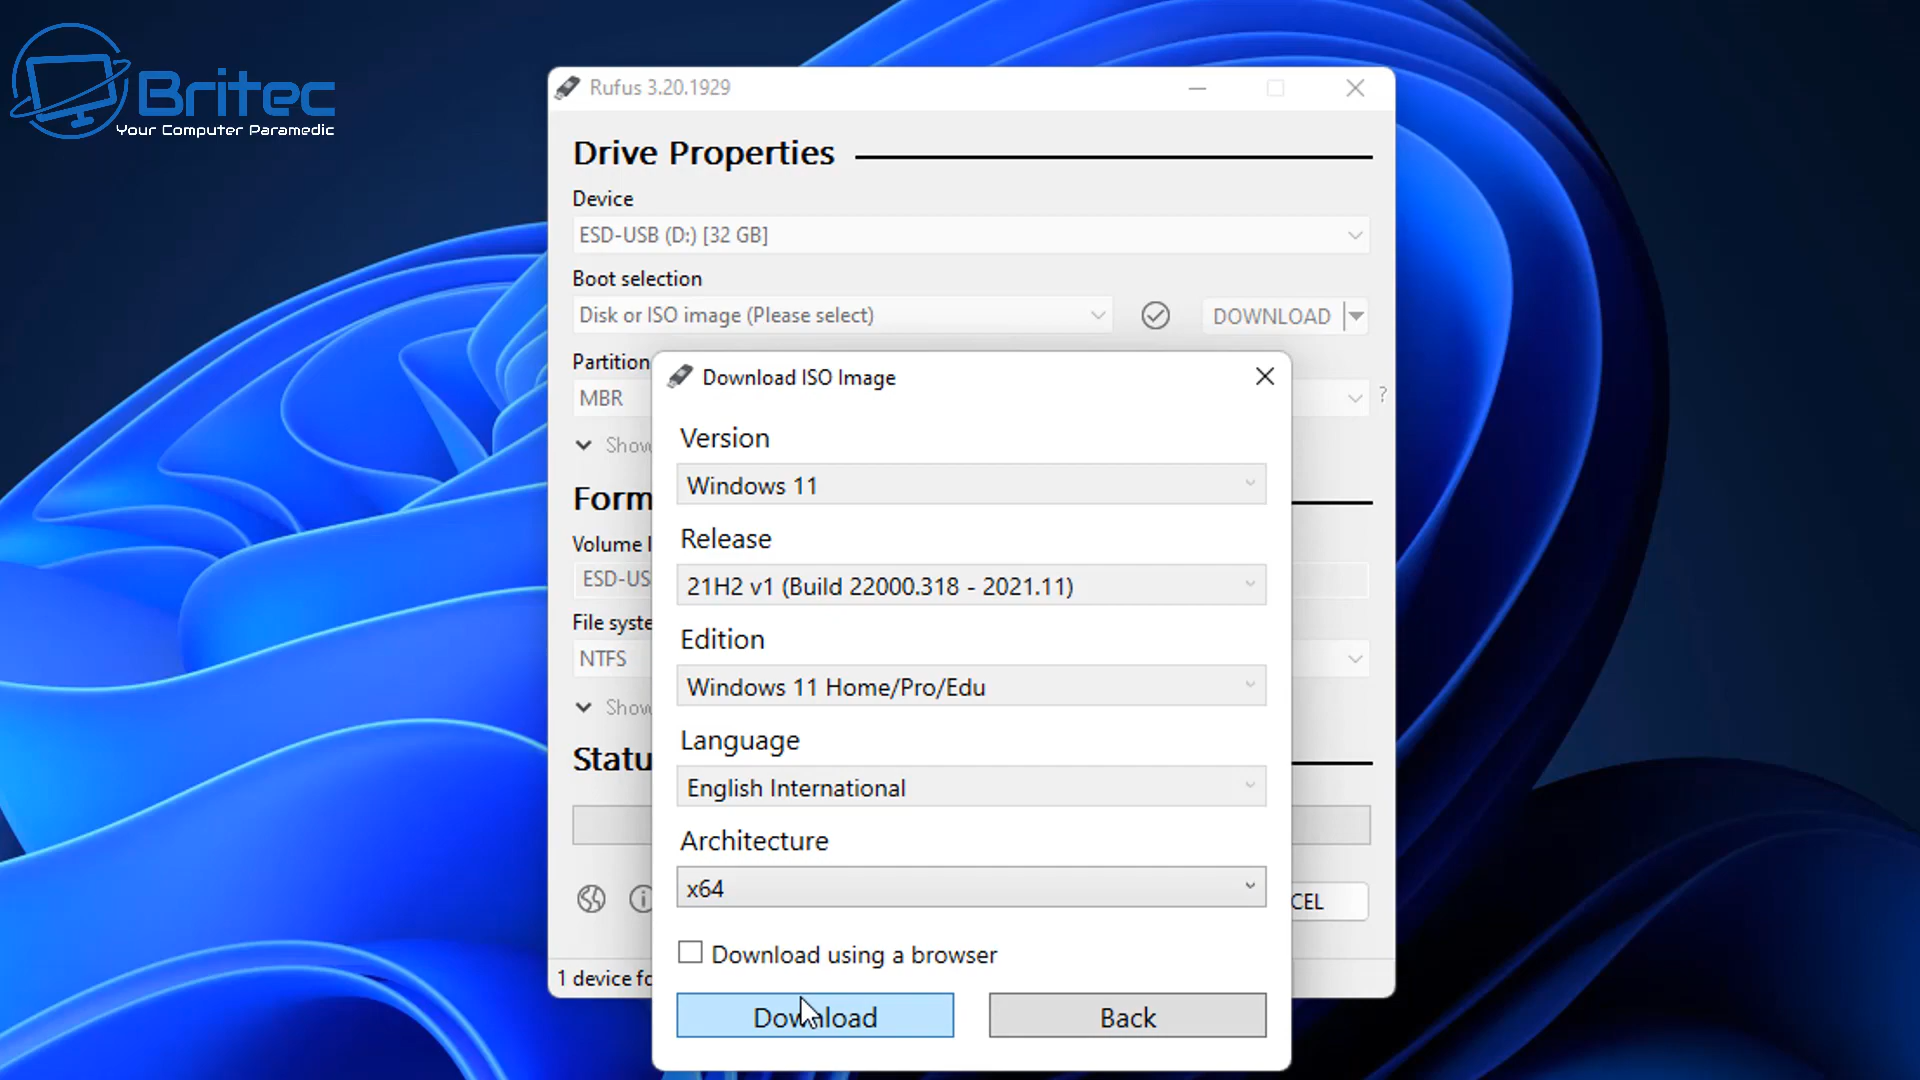 Britec
Your Computer Paramedic
Rufus 3.20.1929
Drive Properties
Device
ESD-USB (D:) [32 GB]
Boot selection
Disk or ISO image (Please select)
DOWNLOAD
Partition
MBR
?
Show
Form
Volume l
ESD-US
File syste
NTFS
Show
Statu
CEL
1 device fo
Download ISO Image
Version
Windows 11
Release
21H2 v1 (Build 22000.318 - 2021.11)
Edition
Windows 11 Home/Pro/Edu
Language
English International
Architecture
x64
Download using a browser
Download
Back